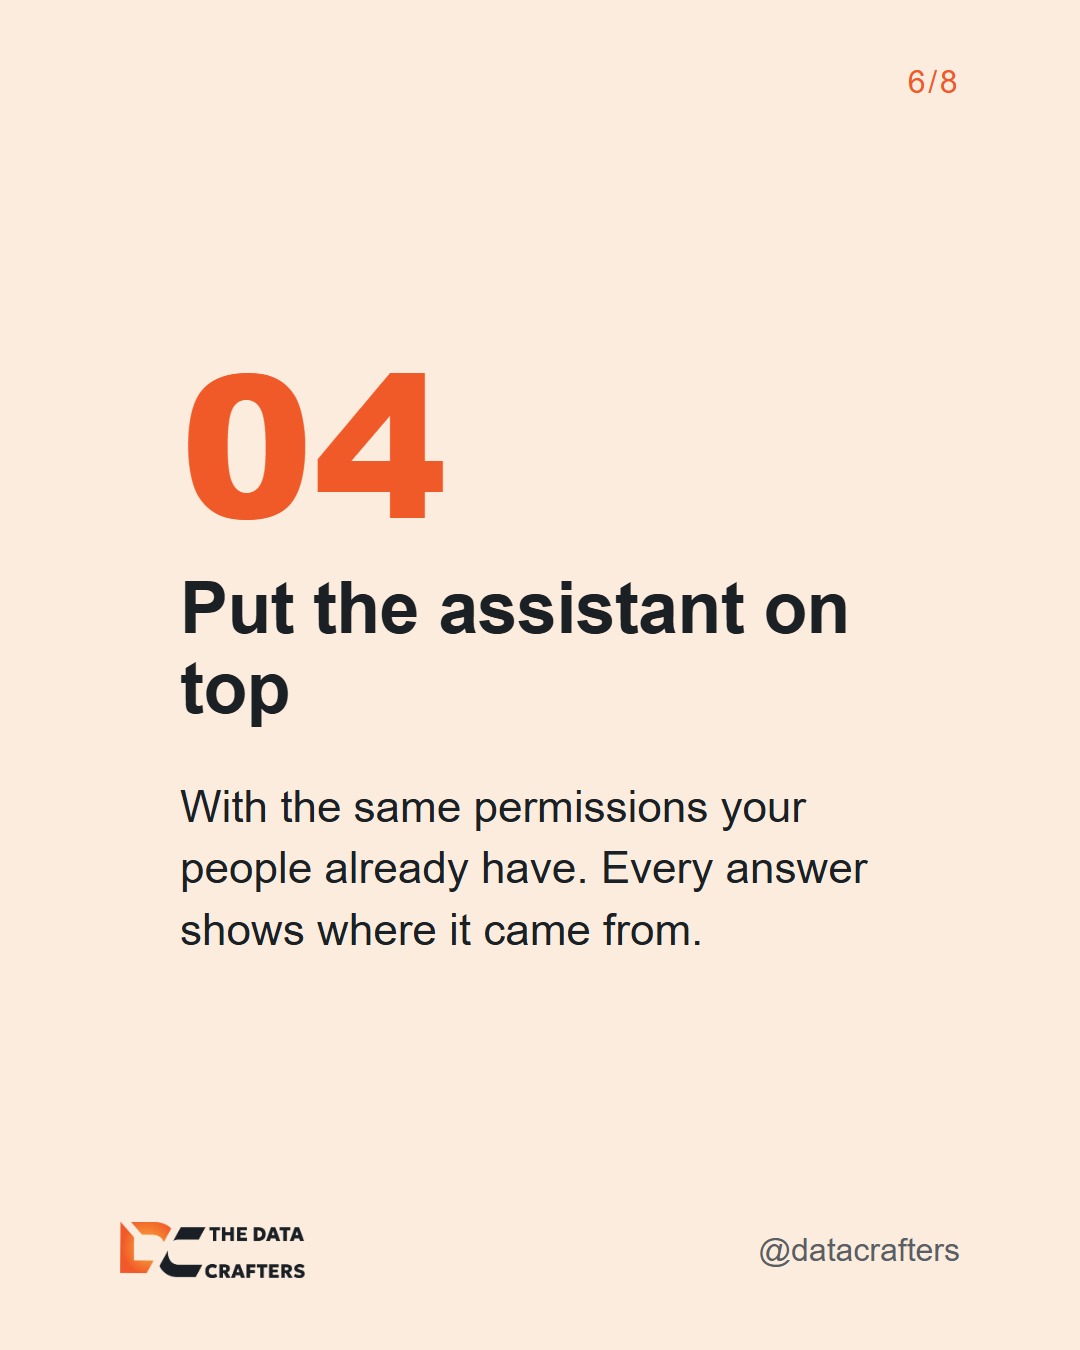 6/8
04
Put the assistant on
top
With the same permissions your
people already have. Every answer
shows where it came from.
THE DATA
CRAFTERS
@datacrafters